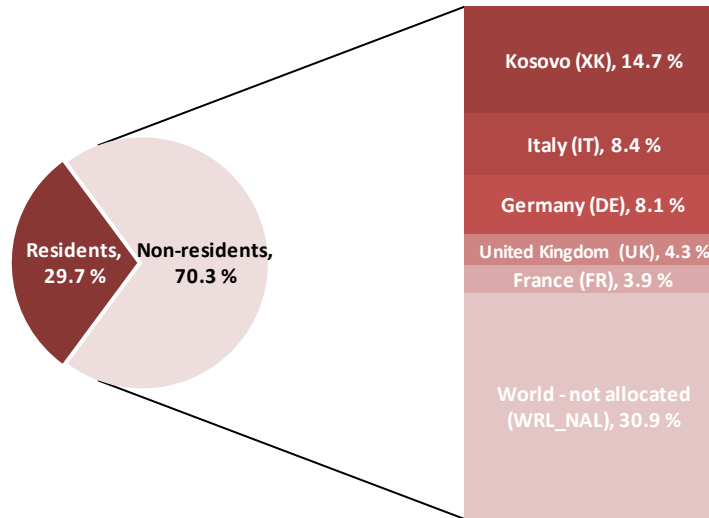 Kosovo (XK), 14.7 %
Italy (IT), 8.4 %
Germany (DE), 8.1 %
United Kingdom (UK), 4.3 %
France (FR), 3.9 %
World - not allocated
(WRL_NAL), 30.9 %
Residents,
29.7 %
Non-residents,
70.3 %